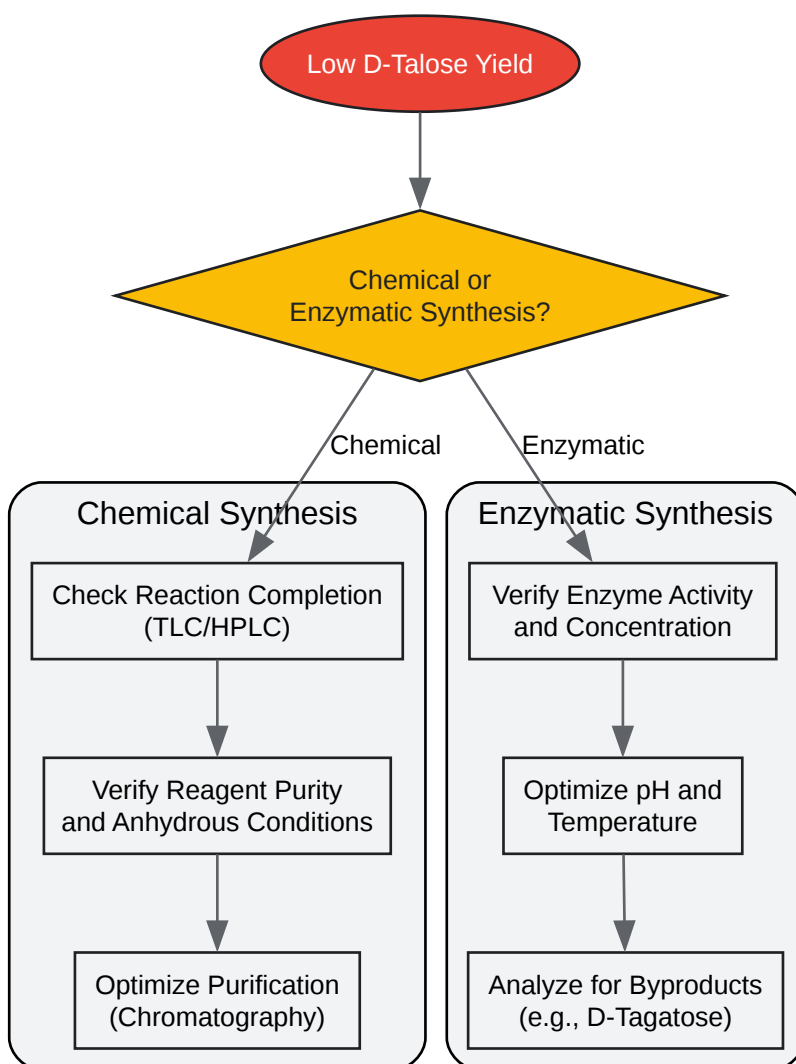 Low D-Talose Yield
Chemical or
Enzymatic Synthesis?
Chemical
Enzymatic
Chemical Synthesis
Check Reaction Completion
(TLC/HPLC)
Verify Reagent Purity
and Anhydrous Conditions
Optimize Purification
(Chromatography)
Enzymatic Synthesis
Verify Enzyme Activity
and Concentration
Optimize pH and
Temperature
Analyze for Byproducts
(e.g., D-Tagatose)